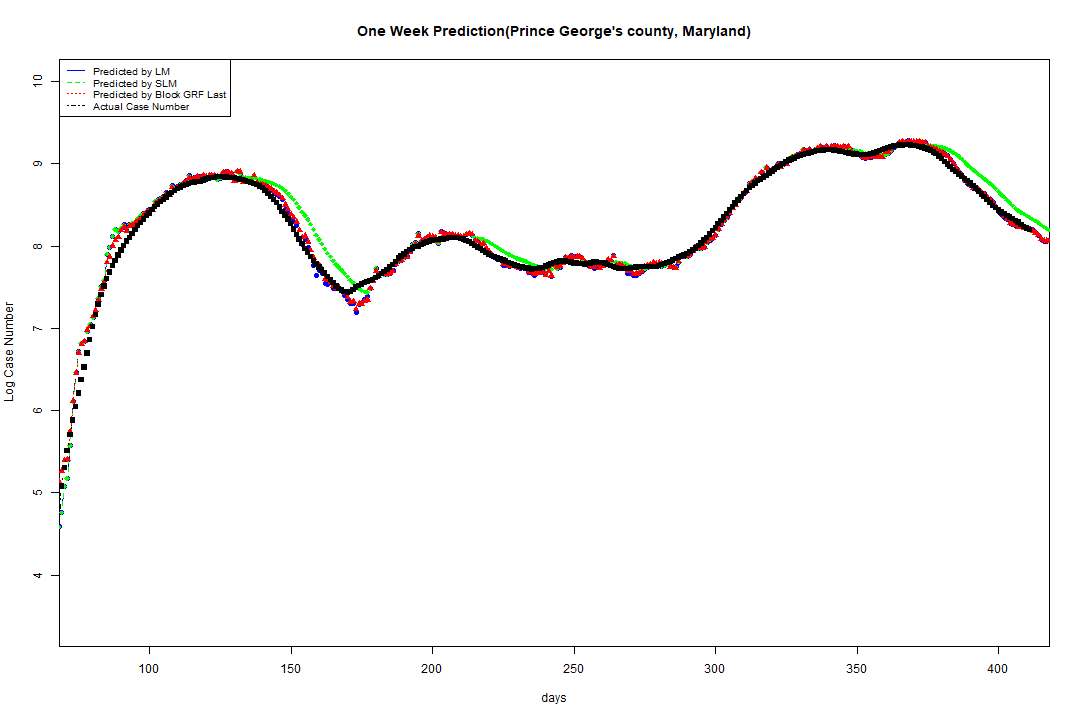 One Week Prediction(Prince George's county, Maryland)
Predicted by LM
Predicted by SLM
Predicted by Block GRF Last
Actual Case Number
10
9
8
7
6
5
4
Log Case Number
100 150 200 250 300 350 400
days